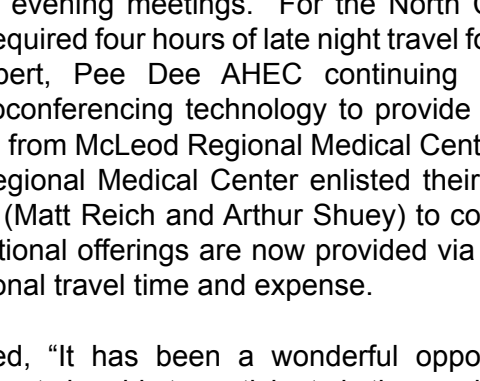 evening meetings. For the North
equired four hours of late night travel
bert, Pee Dee AHEC continuing
oconferencing technology to provide
from McLeod Regional Medical Cent
egional Medical Center enlisted their
(Matt Reich and Arthur Shuey) to co
tional offerings are now provided via
onal travel time and expense.
ed, “It has been a wonderful oppo